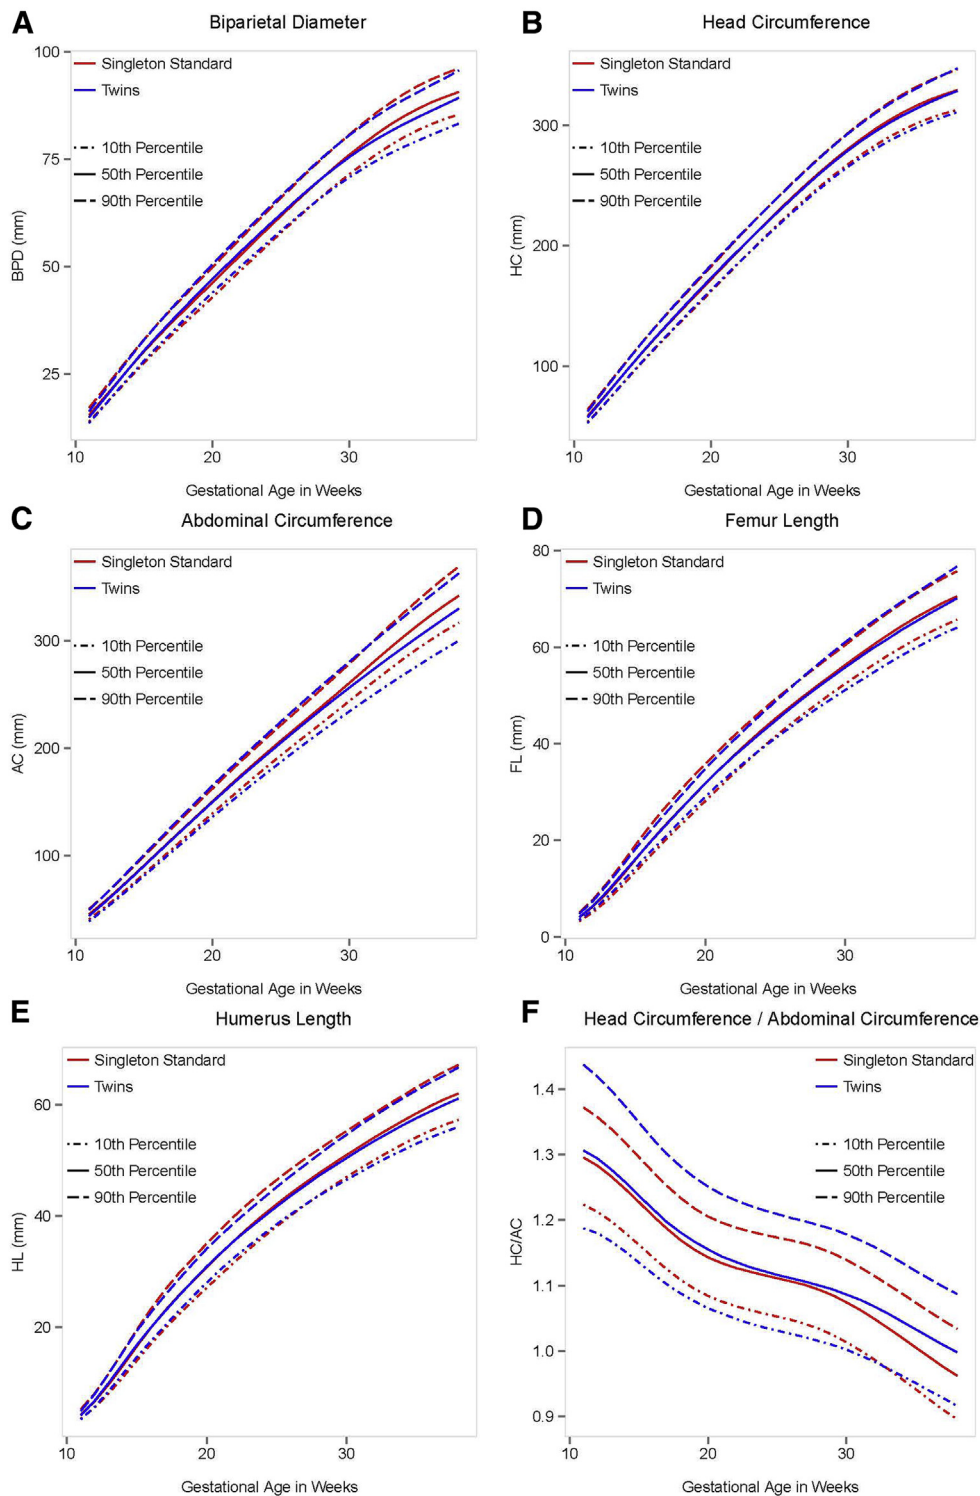 A
Biparietal Diameter
100
75
50
25
BPD (mm)
Singleton Standard
Twins
10th Percentile
50th Percentile
90th Percentile
10
20
30
Gestational Age in Weeks
B
Head Circumference
300
200
100
HC (mm)
Singleton Standard
Twins
10th Percentile
50th Percentile
90th Percentile
10
20
30
Gestational Age in Weeks
C
Abdominal Circumference
300
200
100
AC (mm)
Singleton Standard
Twins
10th Percentile
50th Percentile
90th Percentile
10
20
30
Gestational Age in Weeks
D
Femur Length
80
60
40
20
0
FL (mm)
Singleton Standard
Twins
10th Percentile
50th Percentile
90th Percentile
10
20
30
Gestational Age in Weeks
E
Humerus Length
60
40
20
HL (mm)
Singleton Standard
Twins
10th Percentile
50th Percentile
90th Percentile
10
20
30
Gestational Age in Weeks
F
Head Circumference / Abdominal Circumference
1.4
1.3
1.2
1.1
1.0
0.9
HC/AC
Singleton Standard
Twins
10th Percentile
50th Percentile
90th Percentile
10
20
30
Gestational Age in Weeks